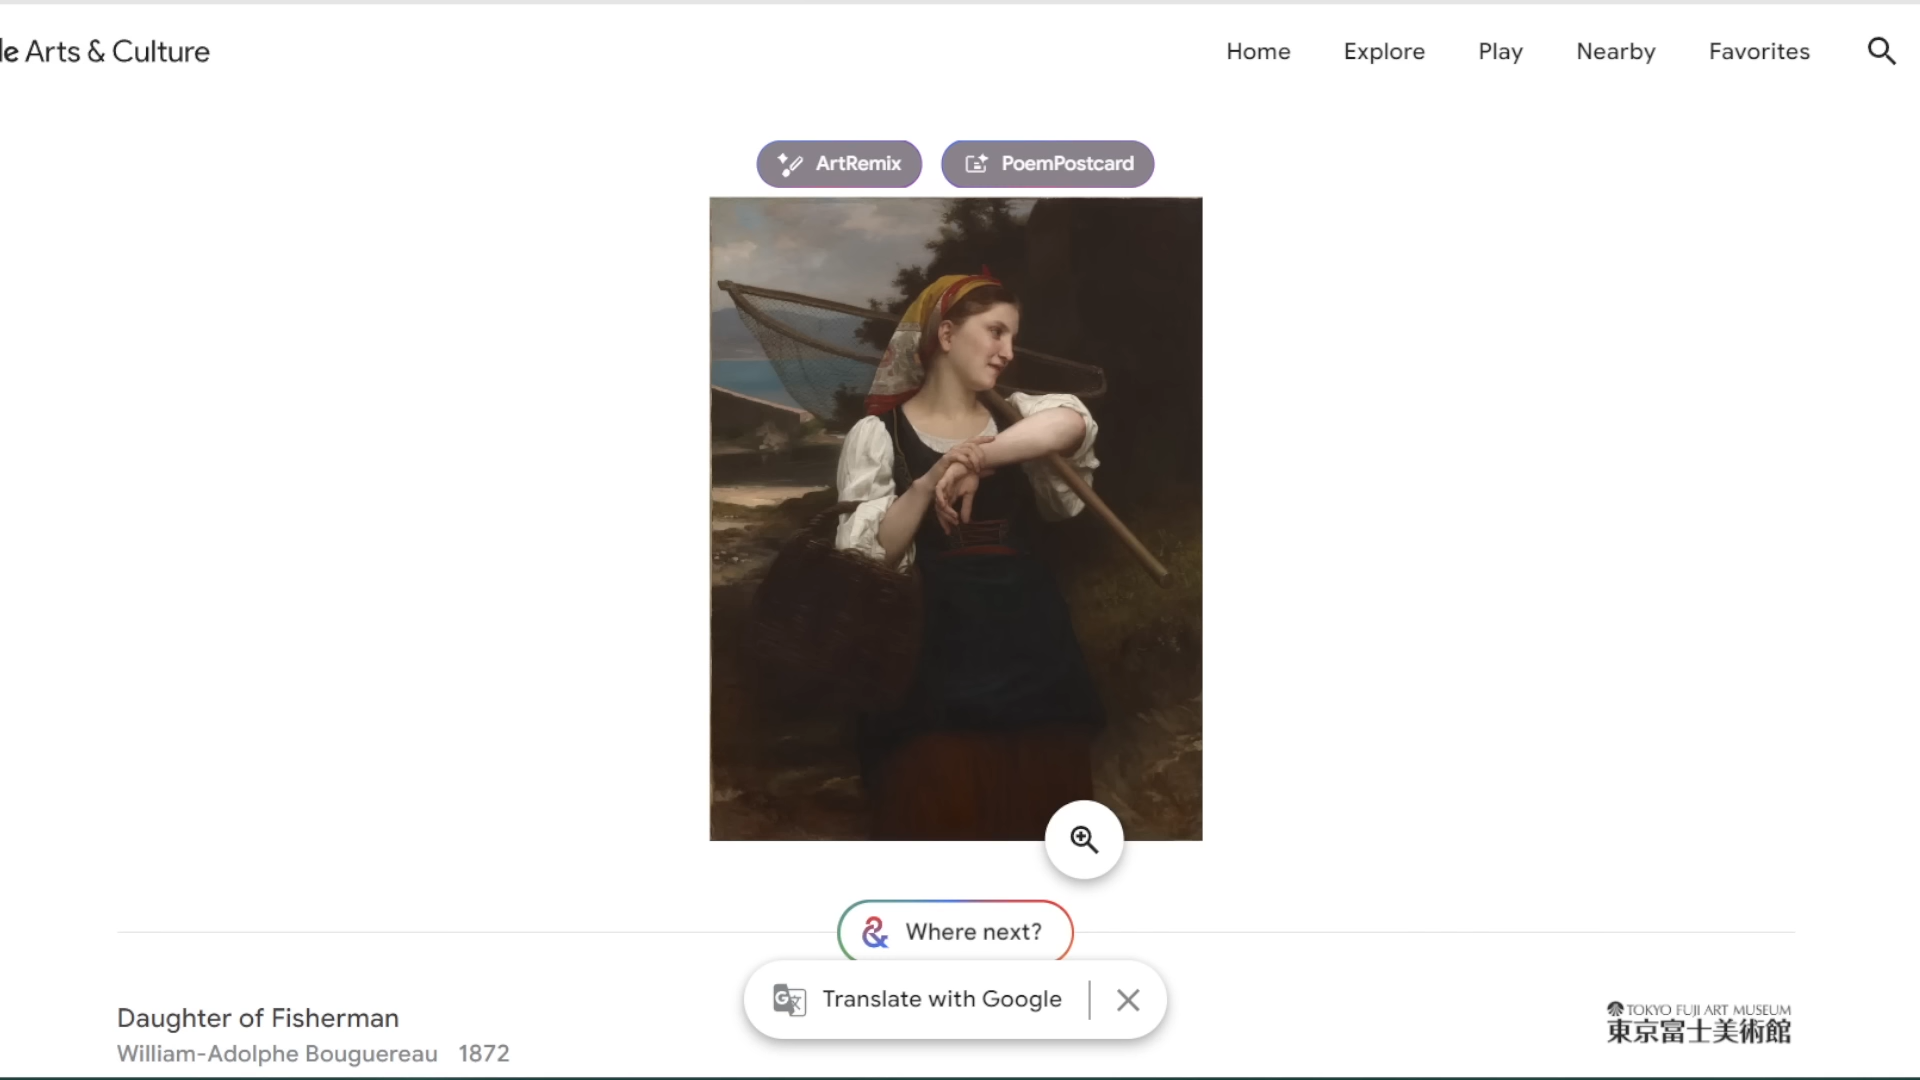 le Arts & Culture
Home Explore Play Nearby Favorites
ArtRemix PoemPostcard
Where next?
Translate with Google
Daughter of Fisherman
William-Adolphe Bouguereau 1872
TOKYO FUJI ART MUSEUM
東京富士美術館